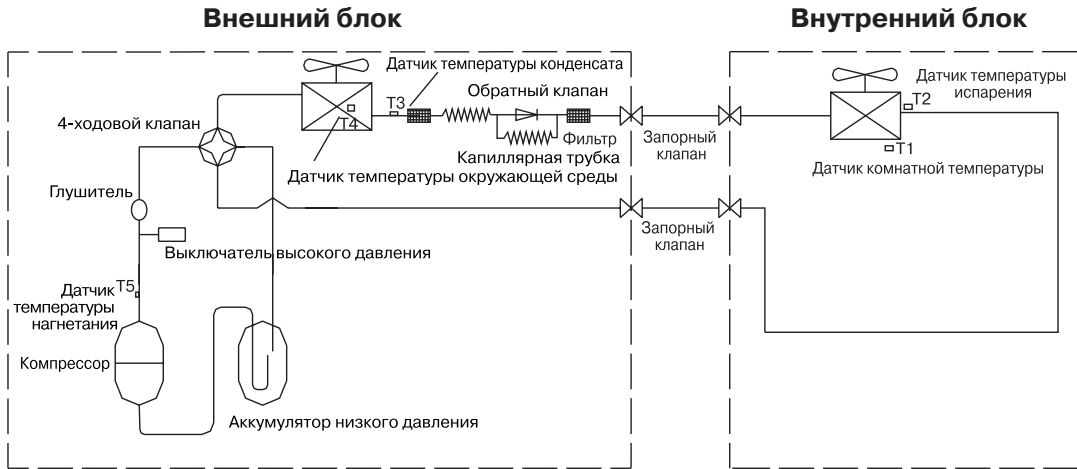 Внешний блок
Внутренний блок
Датчик температуры конденсата
T3
Обратный клапан
T4
4-ходовой клапан
Фильтр
Капиллярная трубка
Датчик температуры окружающей среды
Запорный
клапан
Датчик температуры
испарения
T2
T1
Датчик комнатной температуры
Глушитель
Запорный
клапан
Выключатель высокого давления
T5
Датчик
температуры
нагнетания
Компрессор
Аккумулятор низкого давления